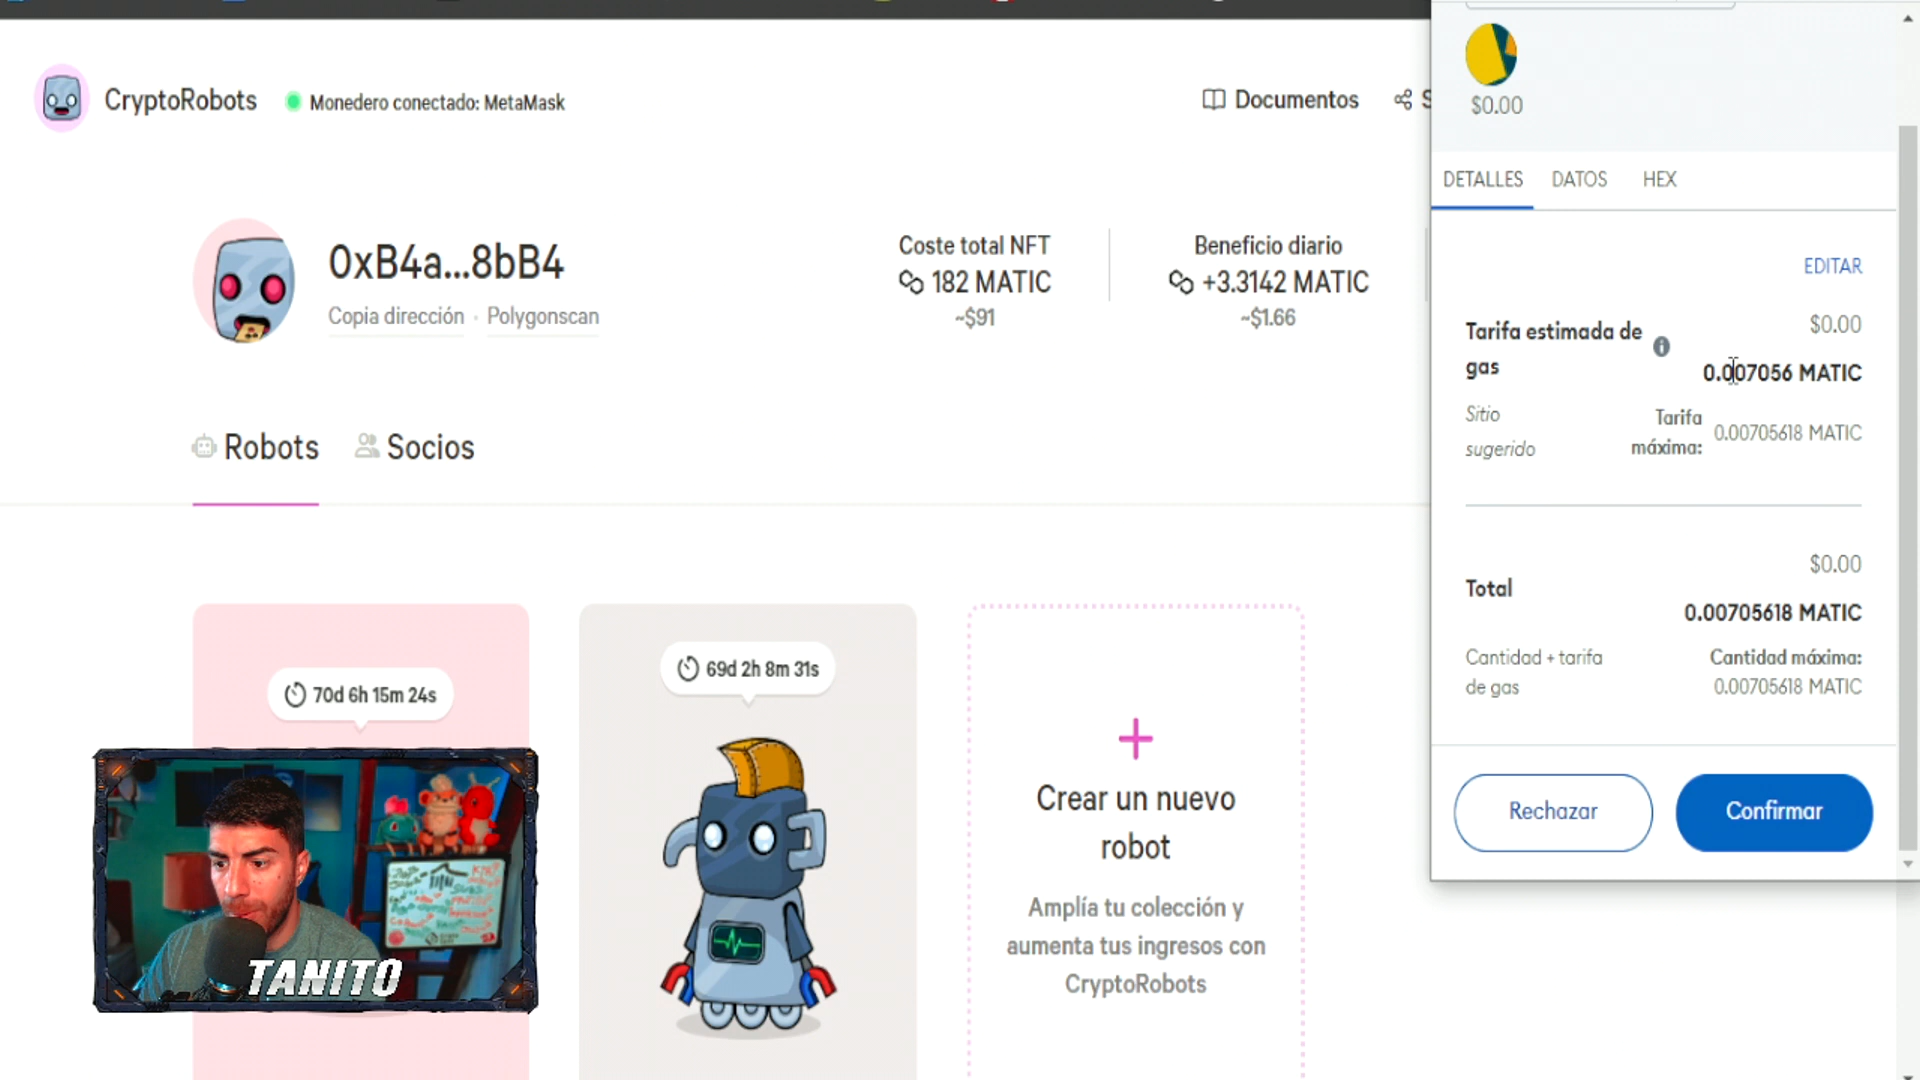 CryptoRobots
Monedero conectado: MetaMask
Documentos
S
0xB4a...8bB4
Copia dirección · Polygonscan
Coste total NFT
182 MATIC
~$91
Beneficio diario
+3.3142 MATIC
~$1.66
Robots
Socios
70d 6h 15m 24s
69d 2h 8m 31s
+
Crear un nuevo
robot
Amplía tu colección y
aumenta tus ingresos con
CryptoRobots
TANITO
$0.00
DETALLES
DATOS
HEX
EDITAR
$0.00
Tarifa estimada de
gas
0.007056 MATIC
Sitio
sugerido
Tarifa
máxima:
0.00705618 MATIC
$0.00
Total
0.00705618 MATIC
Cantidad + tarifa
de gas
Cantidad máxima:
0.00705618 MATIC
Rechazar
Confirmar